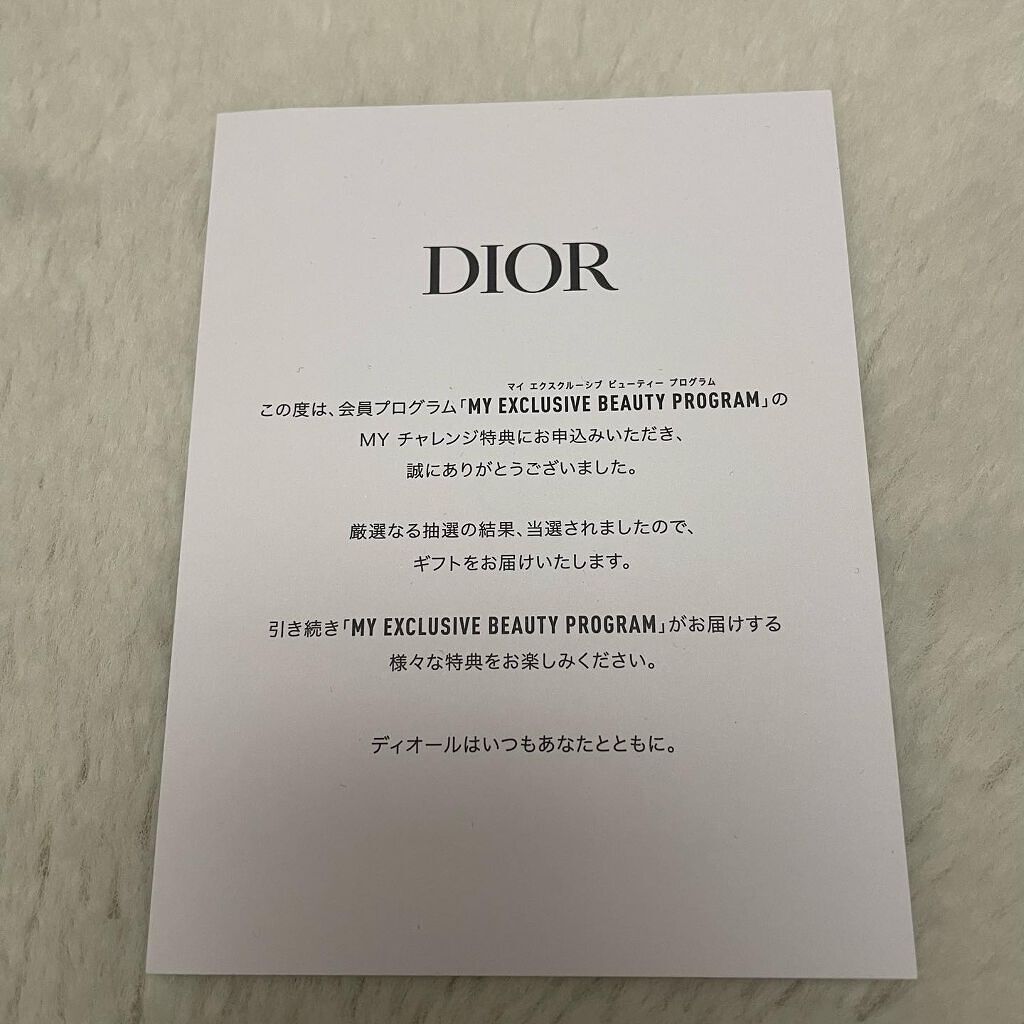 DIOR
マイ エクスクルーシブ ビューティー プログラム
この度は、会員プログラム「MY EXCLUSIVE BEAUTY PROGRAM」の
MY チャレンジ特典にお申込みいただき、
誠にありがとうございました。
厳選なる抽選の結果、当選されましたので、
ギフトをお届けいたします。
引き続き「MY EXCLUSIVE BEAUTY PROGRAM」がお届けする
様々な特典をお楽しみください。
ディオールはいつもあなたとともに。